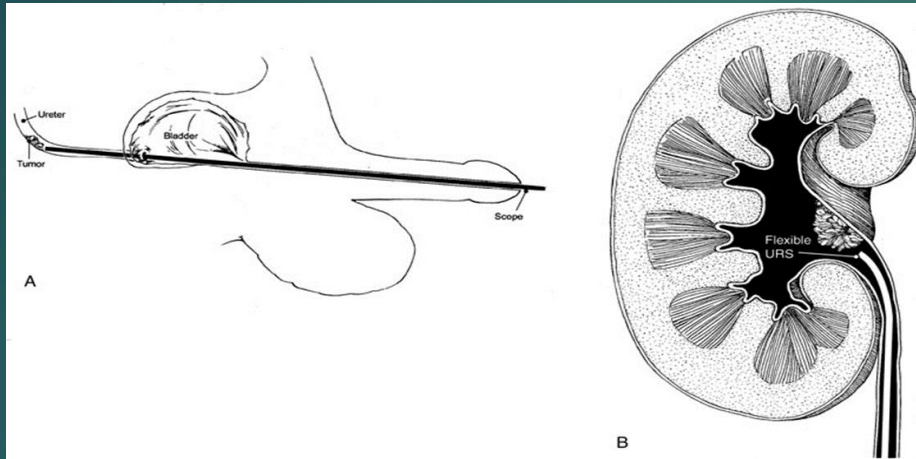 Ureter
Tumor
Bladder
Scope
A
Flexible
URS
B